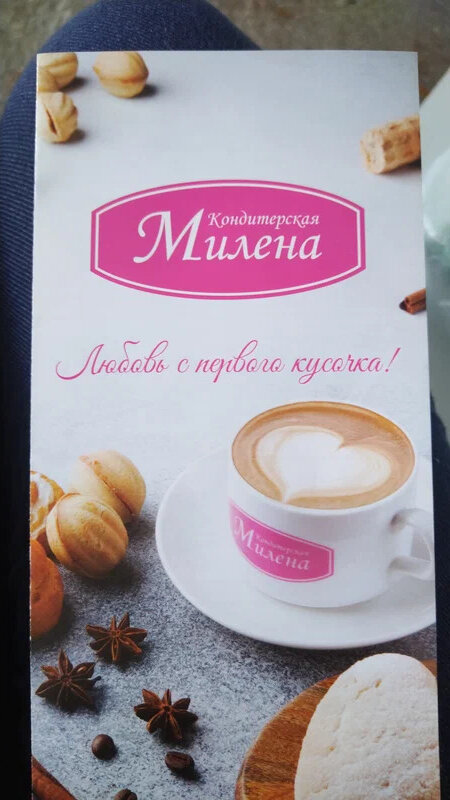 Кондитерская
Милена
Любовь с первого кусочка!
Кондитерская
Милена